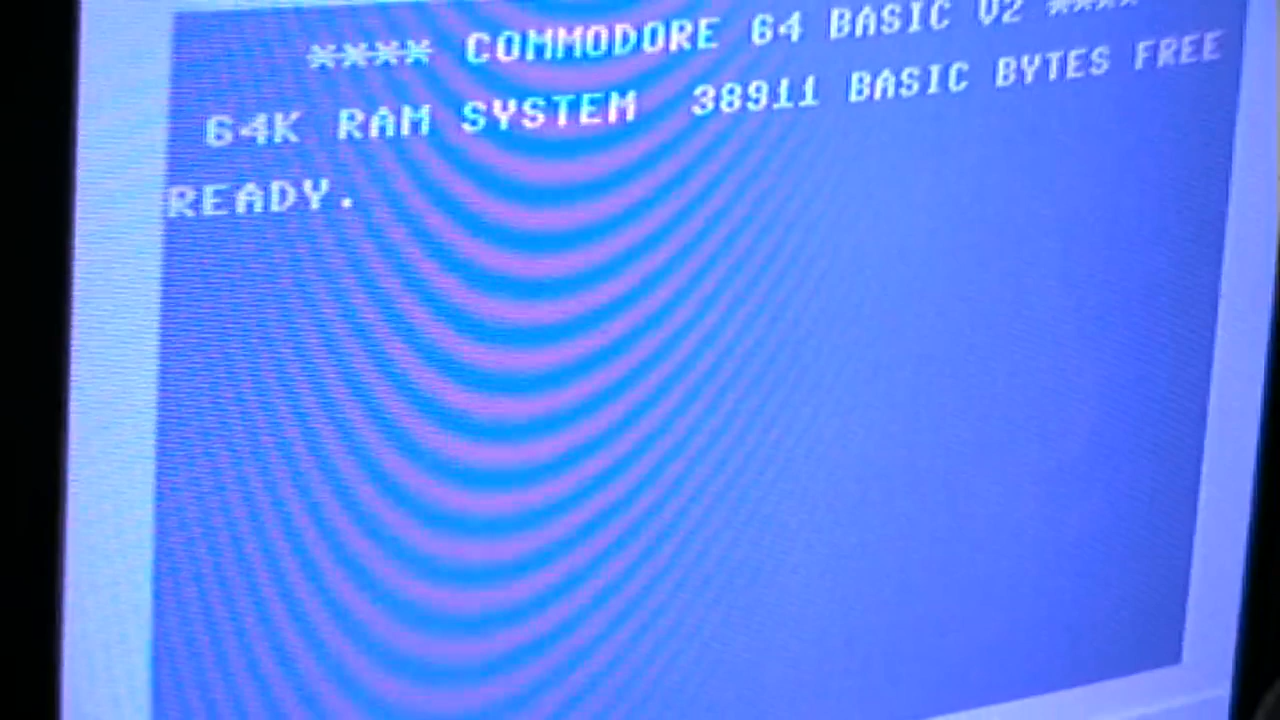 **** COMMODORE 64 BASIC V2 ****
64K RAM SYSTEM 38911 BASIC BYTES FREE
READY.